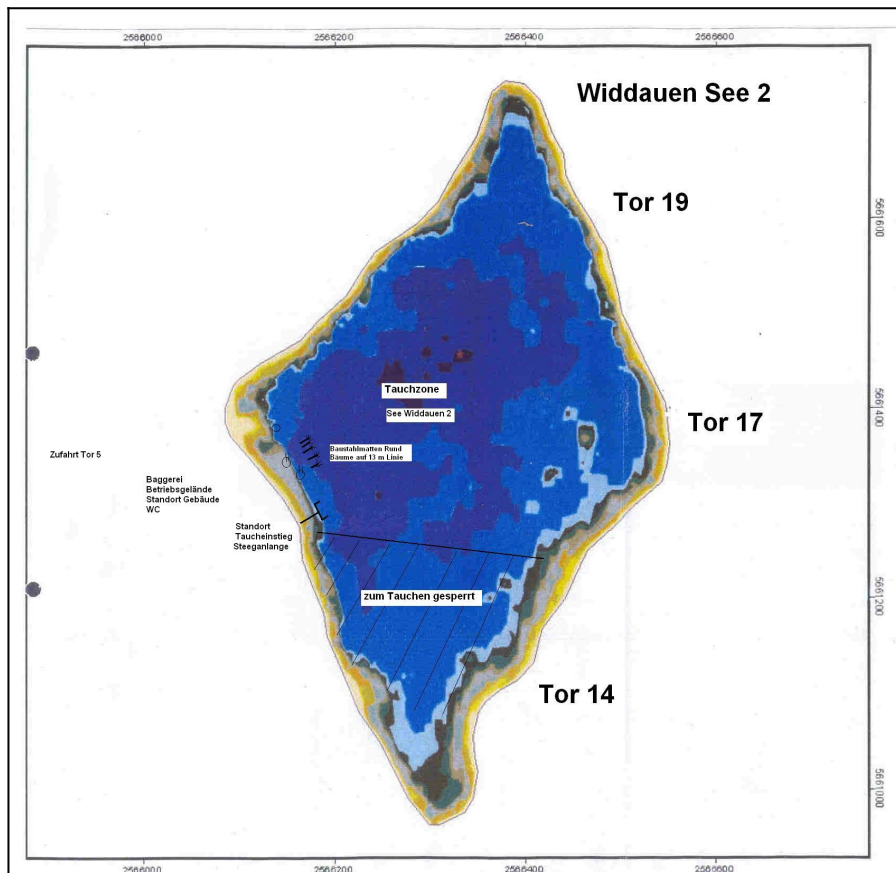 2566000 2566200 2566400 2566600
Widdauen See 2
Tor 19
5661600
Tauchzone
See Widdauen 2
5661400
Tor 17
Baustahlmatten Rund
Bäume auf 13 m Linie
Zufahrt Tor 5
Baggerei
Betriebsgelände
Standort Gebäude
WC
Standort
Taucheinstieg
Steeganlange
zum Tauchen gesperrt
5661200
Tor 14
5661000
2566000 2566200 2566400 2566600